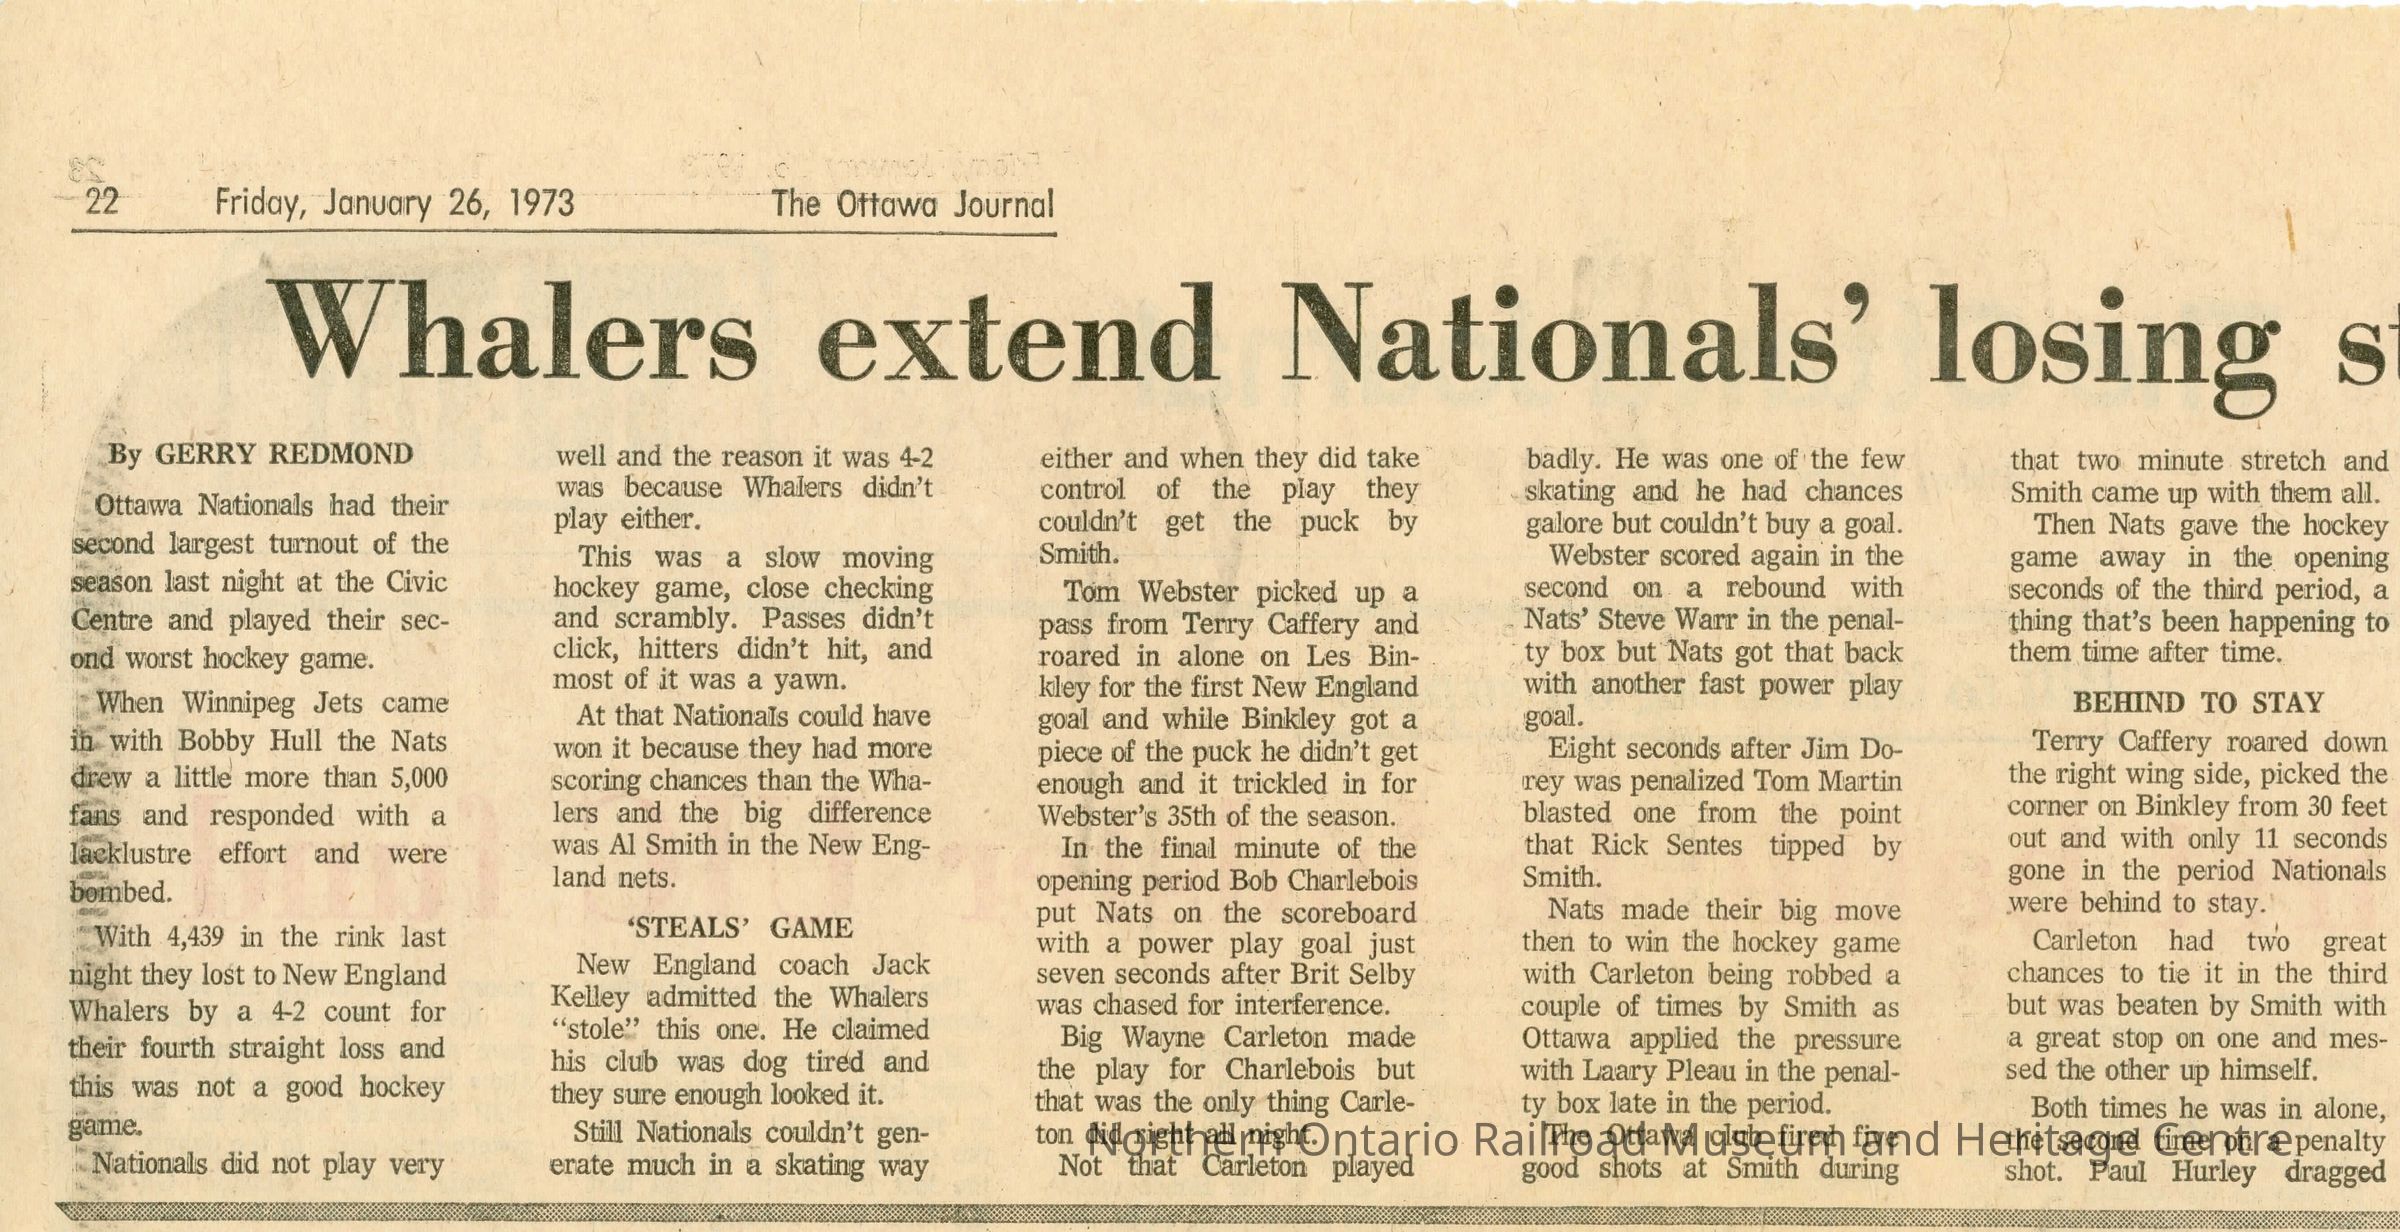 22 Friday, January 26, 1973 The Ottawa Journal
Whalers extend Nationals' losing st
By GERRY REDMOND
Ottawa Nationals had their
second largest turnout of the
season last night at the Civic
Centre and played their sec-
ond worst hockey game.
When Winnipeg Jets came
in with Bobby Hull the Nats
drew a little more than 5,000
fans and responded with a
lacklustre effort and were
bombed.
With 4,439 in the rink last
night they lost to New England
Whalers by a 4-2 count for
their fourth straight loss and
this was not a good hockey
game.
Nationals did not play very
well and the reason it was 4-2
was because Whalers didn't
play either.
This was a slow moving
hockey game, close checking
and scrambly. Passes didn't
click, hitters didn't hit, and
most of it was a yawn.
At that Nationals could have
won it because they had more
scoring chances than the Wha-
lers and the big difference
was Al Smith in the New Eng-
land nets.
'STEALS' GAME
New England coach Jack
Kelley admitted the Whalers
"stole" this one. He claimed
his club was dog tired and
they sure enough looked it.
Still Nationals couldn't gen-
erate much in a skating way
either and when they did take
control of the play they
couldn't get the puck by
Smith.
Tom Webster picked up a
pass from Terry Caffery and
roared in alone on Les Bin-
kley for the first New England
goal and while Binkley got a
piece of the puck he didn't get
enough and it trickled in for
Webster's 35th of the season.
In the final minute of the
opening period Bob Charlebois
put Nats on the scoreboard
with a power play goal just
seven seconds after Brit Selby
was chased for interference.
Big Wayne Carleton made
the play for Charlebois but
that was the only thing Carle-
ton did right all night.
Not that Carleton played
badly. He was one of the few
skating and he had chances
galore but couldn't buy a goal.
Webster scored again in the
second on a rebound with
Nats' Steve Warr in the penal-
ty box but Nats got that back
with another fast power play
goal.
Eight seconds after Jim Do-
rey was penalized Tom Martin
blasted one from the point
that Rick Sentes tipped by
Smith.
Nats made their big move
then to win the hockey game
with Carleton being robbed a
couple of times by Smith as
Ottawa applied the pressure
with Laary Pleau in the penal-
ty box late in the period.
The Ottawa club fired five
good shots at Smith during
that two minute stretch and
Smith came up with them all.
Then Nats gave the hockey
game away in the opening
seconds of the third period, a
thing that's been happening to
them time after time.
BEHIND TO STAY
Terry Caffery roared down
the right wing side, picked the
corner on Binkley from 30 feet
out and with only 11 seconds
gone in the period Nationals
were behind to stay.
Carleton had two great
chances to tie it in the third
but was beaten by Smith with
a great stop on one and mes-
sed the other up himself.
Both times he was in alone,
the second time on a penalty
shot. Paul Hurley dragged
Northern Ontario Railroad Museum and Heritage Centre